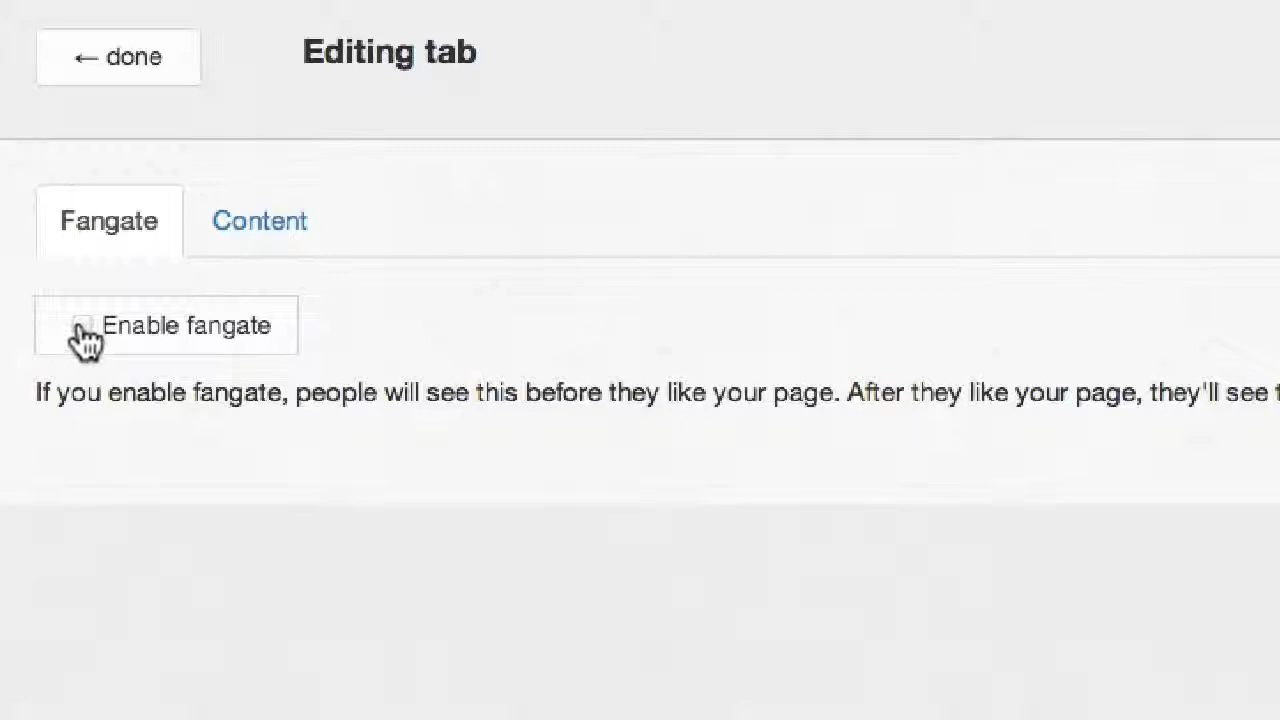 ← done
Editing tab
Fangate Content
Enable fangate
If you enable fangate, people will see this before they like your page. After they like your page, they'll see